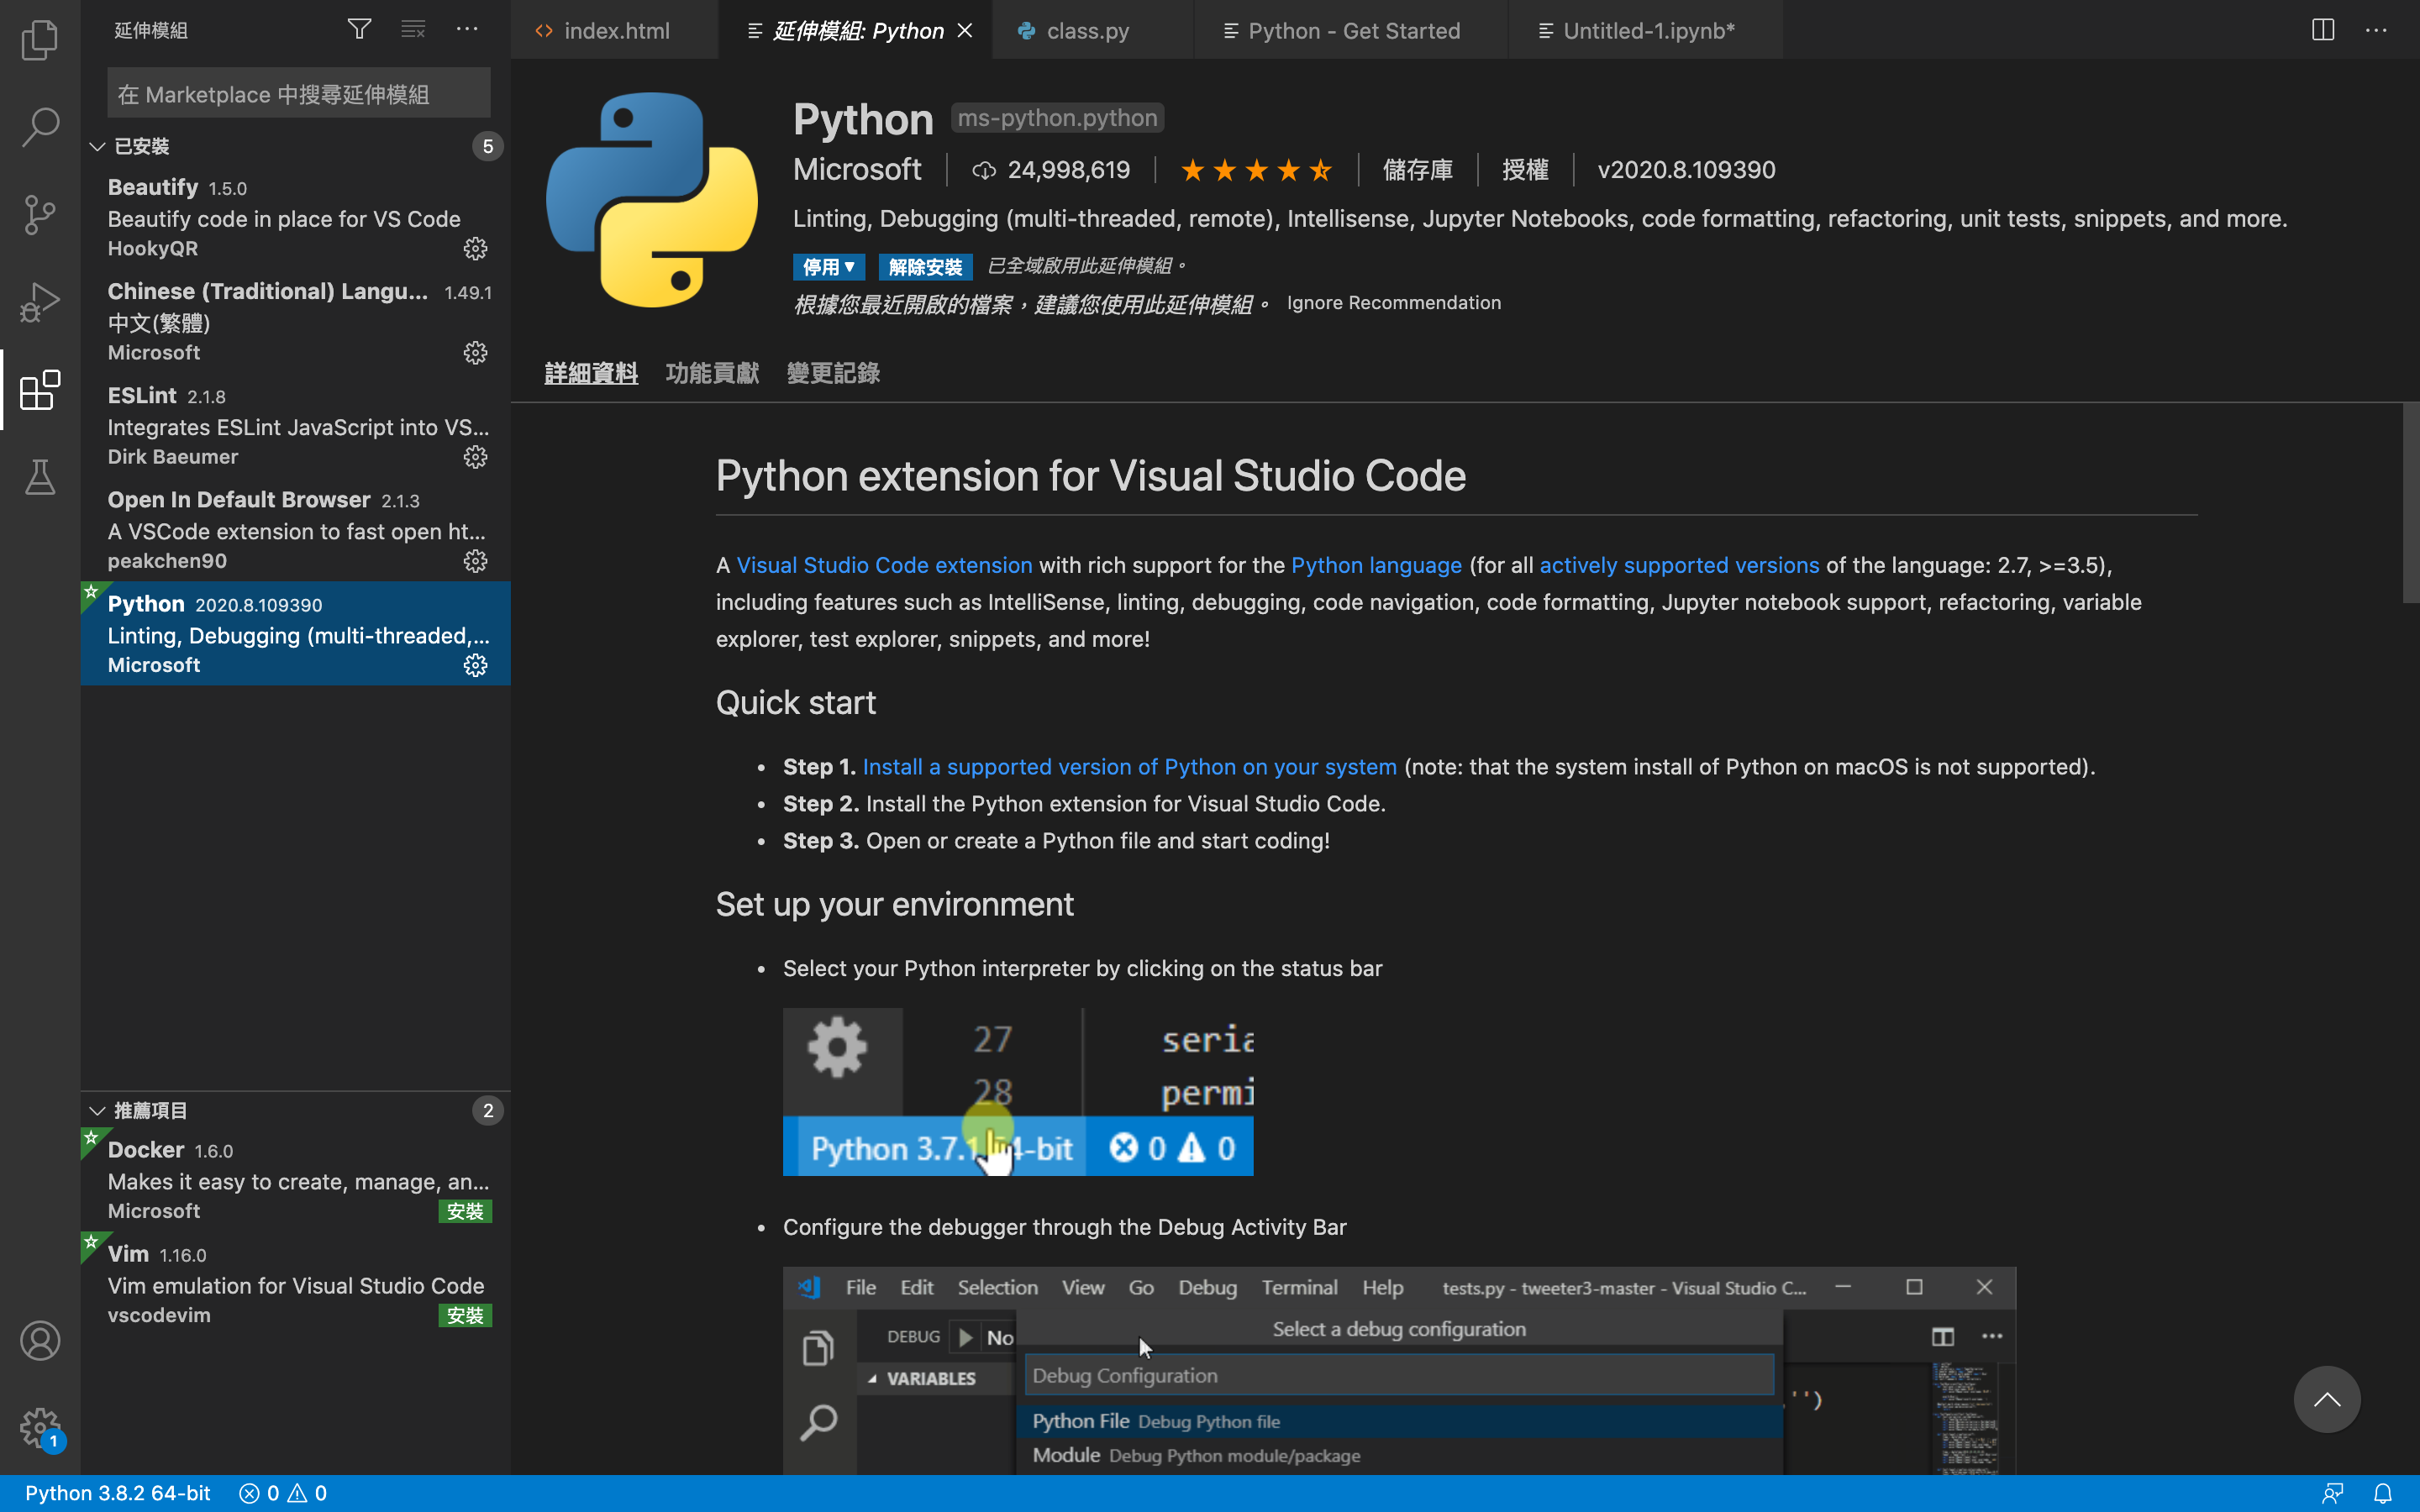 延伸模組
在 Marketplace 中搜尋延伸模組
已安裝
5
Beautify 1.5.0
Beautify code in place for VS Code
HookyQR
Chinese (Traditional) Langu... 1.49.1
中文(繁體)
Microsoft
ESLint 2.1.8
Integrates ESLint JavaScript into VS...
Dirk Baeumer
Open In Default Browser 2.1.3
A VSCode extension to fast open ht...
peakchen90
Python 2020.8.109390
Linting, Debugging (multi-threaded,...
Microsoft
推薦項目
2
Docker 1.6.0
Makes it easy to create, manage, an...
Microsoft
安裝
Vim 1.16.0
Vim emulation for Visual Studio Code
vscodevim
安裝
1
index.html
延伸模組: Python
class.py
Python - Get Started
Untitled-1.ipynb*
Python ms-python.python
Microsoft 24,998,619 儲存庫 授權 v2020.8.109390
Linting, Debugging (multi-threaded, remote), Intellisense, Jupyter Notebooks, code formatting, refactoring, unit tests, snippets, and more.
停用 解除安裝 已全域啟用此延伸模組。
根據您最近開啟的檔案，建議您使用此延伸模組。 Ignore Recommendation
詳細資料 功能貢獻 變更記錄
Python extension for Visual Studio Code
A Visual Studio Code extension with rich support for the Python language (for all actively supported versions of the language: 2.7, >=3.5),
including features such as IntelliSense, linting, debugging, code navigation, code formatting, Jupyter notebook support, refactoring, variable
explorer, test explorer, snippets, and more!
Quick start
• Step 1. Install a supported version of Python on your system (note: that the system install of Python on macOS is not supported).
• Step 2. Install the Python extension for Visual Studio Code.
• Step 3. Open or create a Python file and start coding!
Set up your environment
• Select your Python interpreter by clicking on the status bar
27 seria
28 permi
Python 3.7.1 4-bit 0 0
• Configure the debugger through the Debug Activity Bar
File Edit Selection View Go Debug Terminal Help tests.py - tweeter3-master - Visual Studio C...
DEBUG No
Select a debug configuration
VARIABLES
Debug Configuration
'')
Python File Debug Python file
Module Debug Python module/package
Python 3.8.2 64-bit 0 0